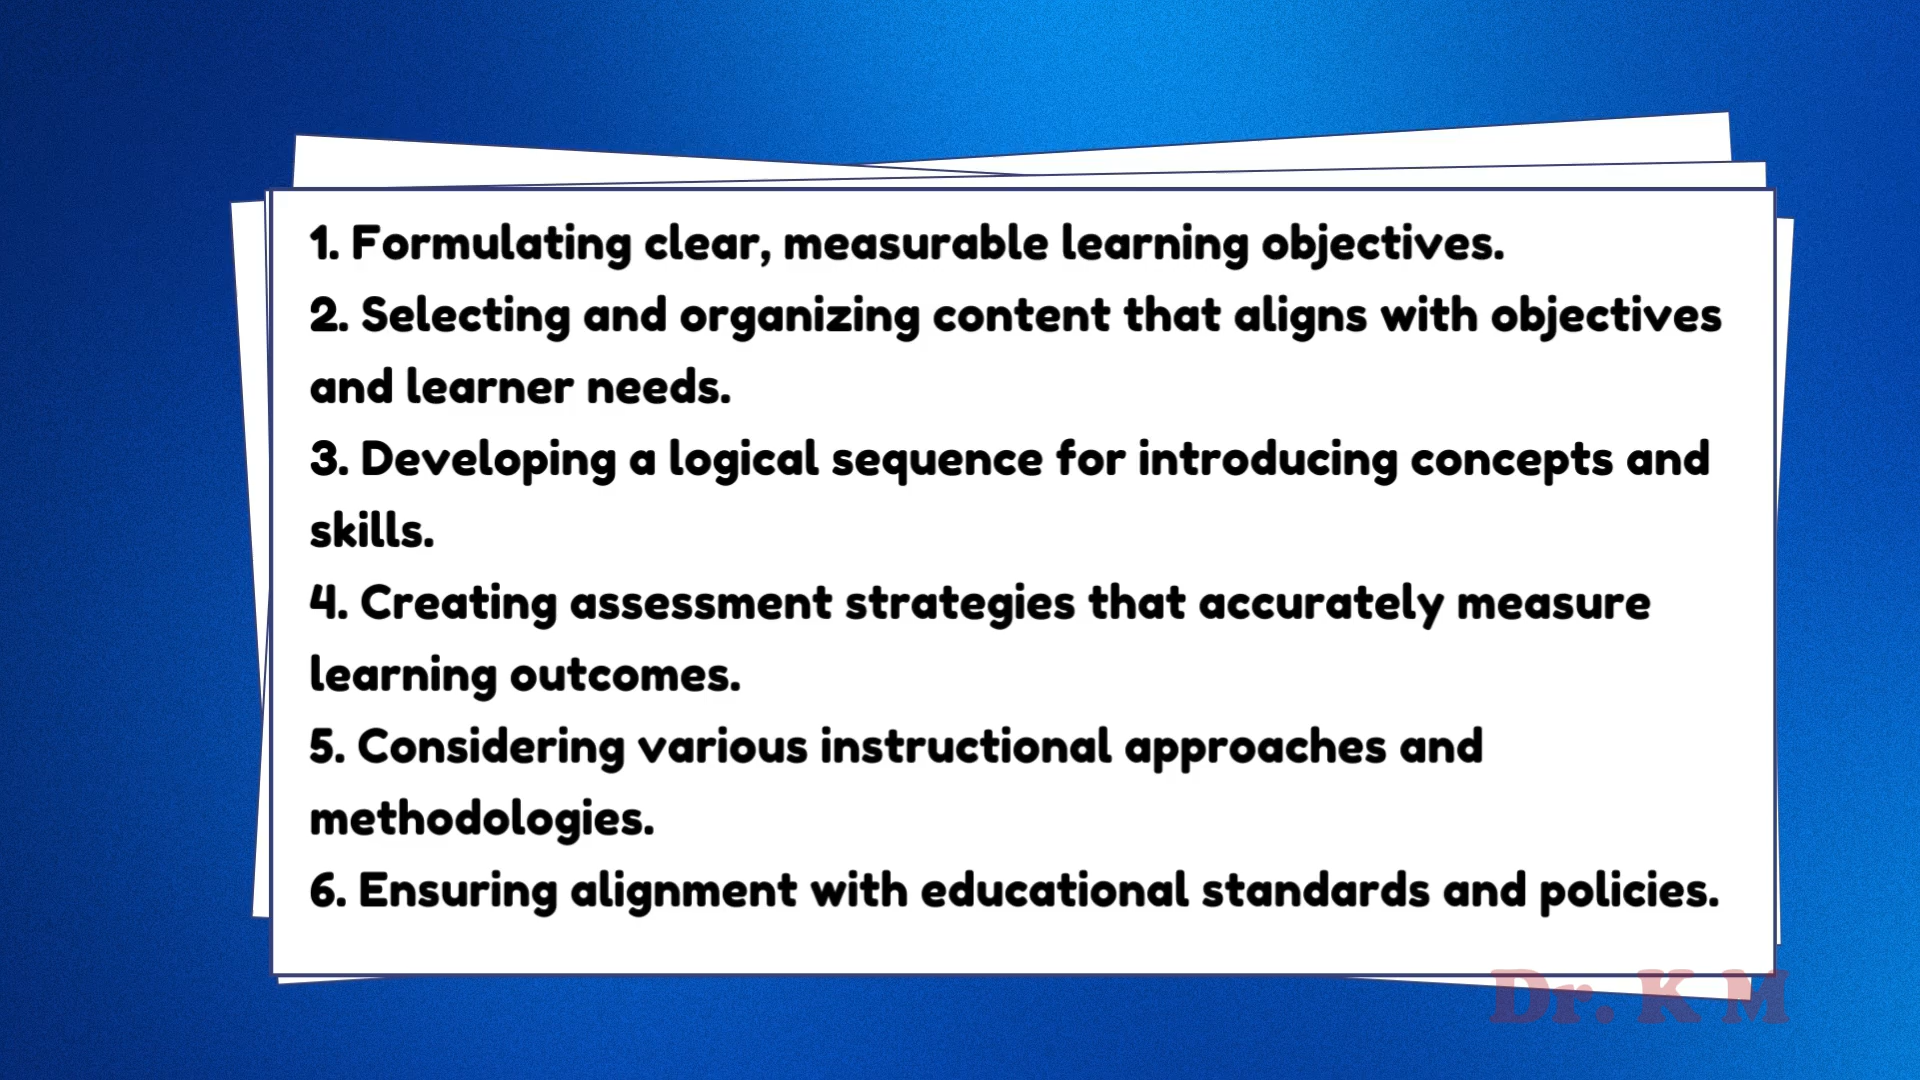 1. Formulating clear, measurable learning objectives.
2. Selecting and organizing content that aligns with objectives
and learner needs.
3. Developing a logical sequence for introducing concepts and
skills.
4. Creating assessment strategies that accurately measure
learning outcomes.
5. Considering various instructional approaches and
methodologies.
6. Ensuring alignment with educational standards and policies.
Dr. K M